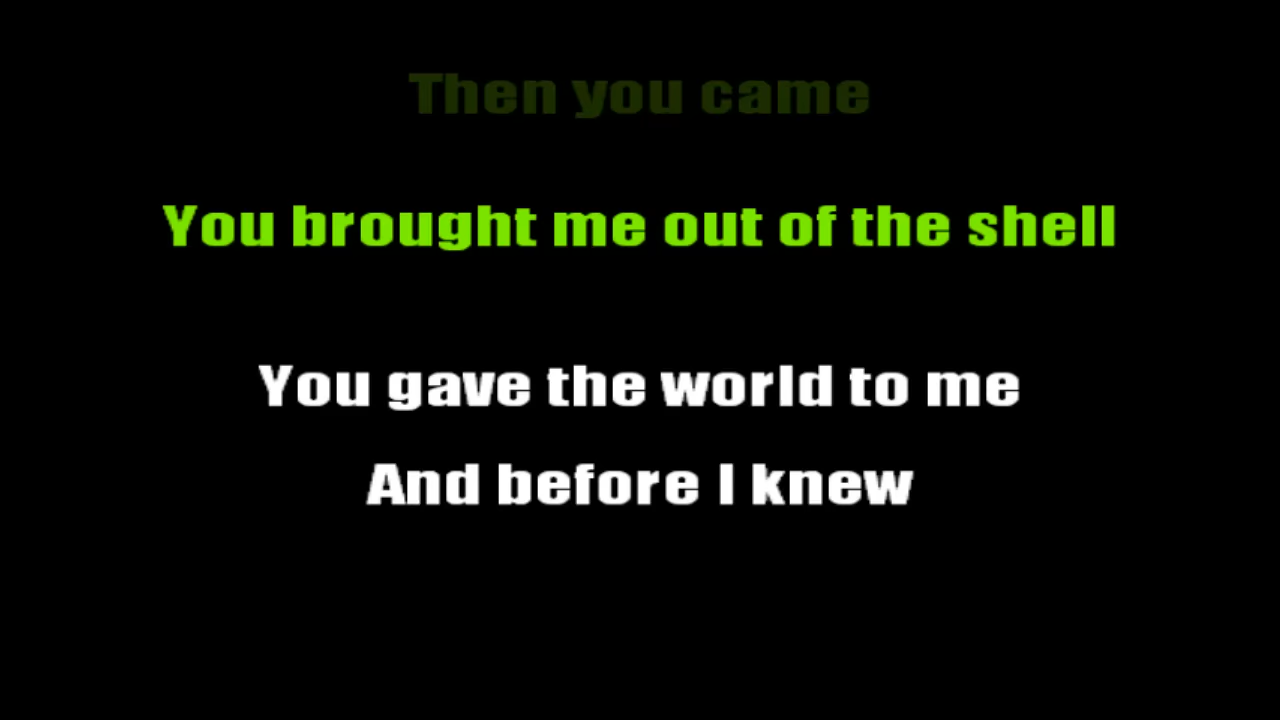 Then you came
You brought me out of the shell
You gave the world to me
And before I knew